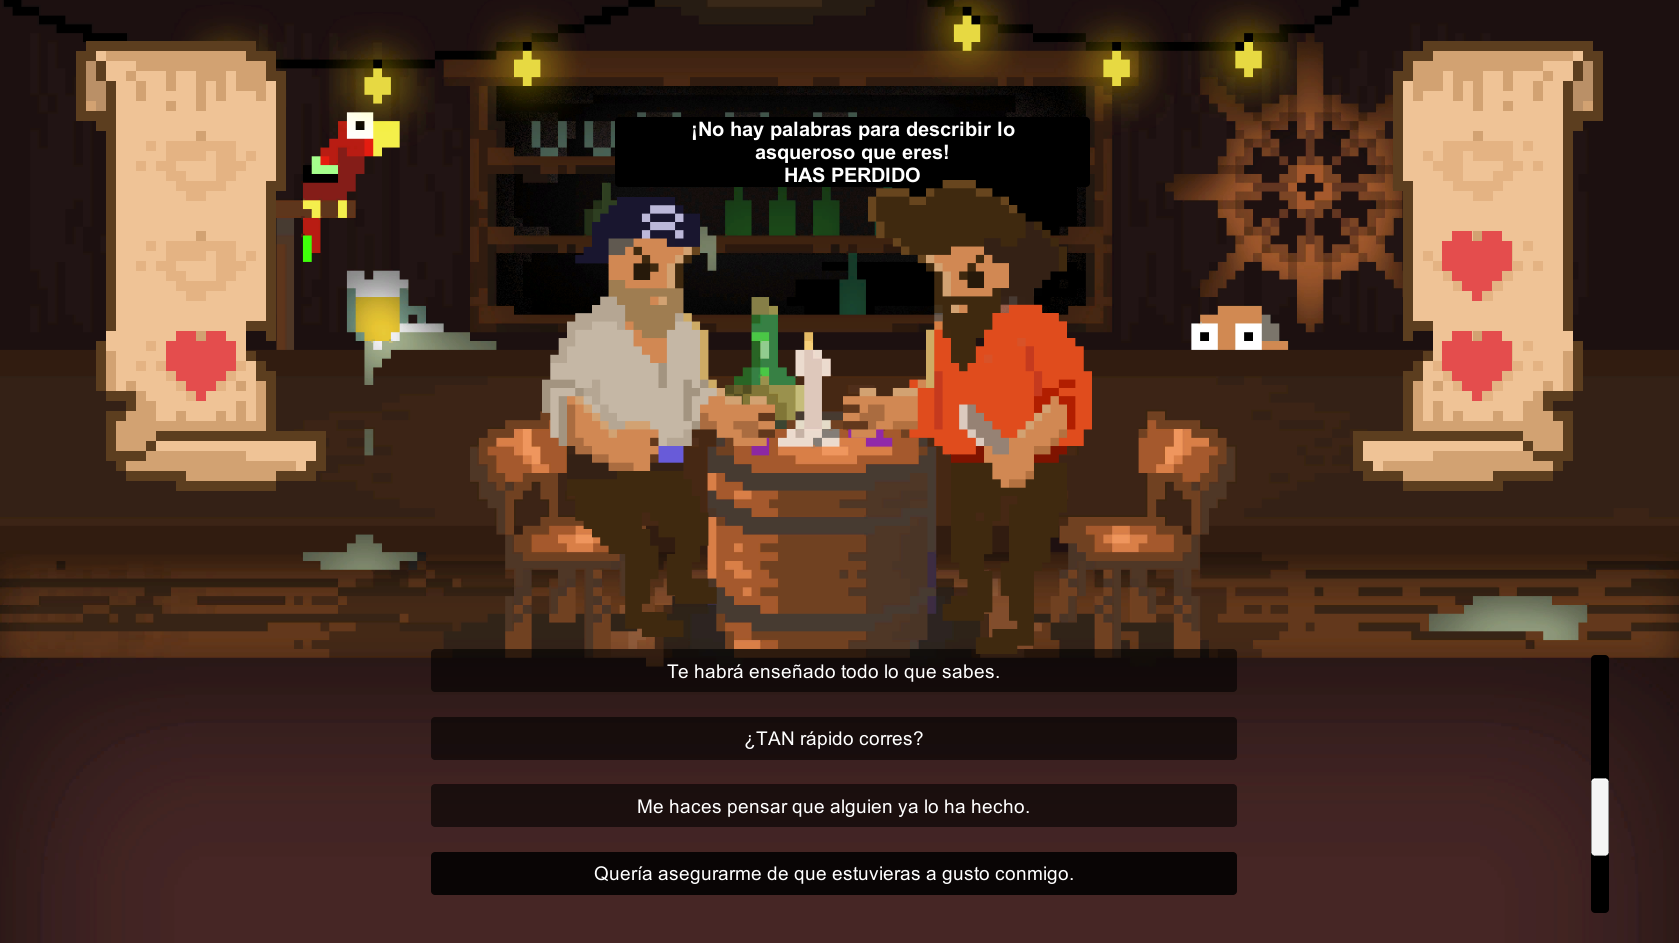 ¡No hay palabras para describir lo
asqueroso que eres!
HAS PERDIDO
Te habrá enseñado todo lo que sabes.
¿TAN rápido corres?
Me haces pensar que alguien ya lo ha hecho.
Quería asegurarme de que estuvieras a gusto conmigo.